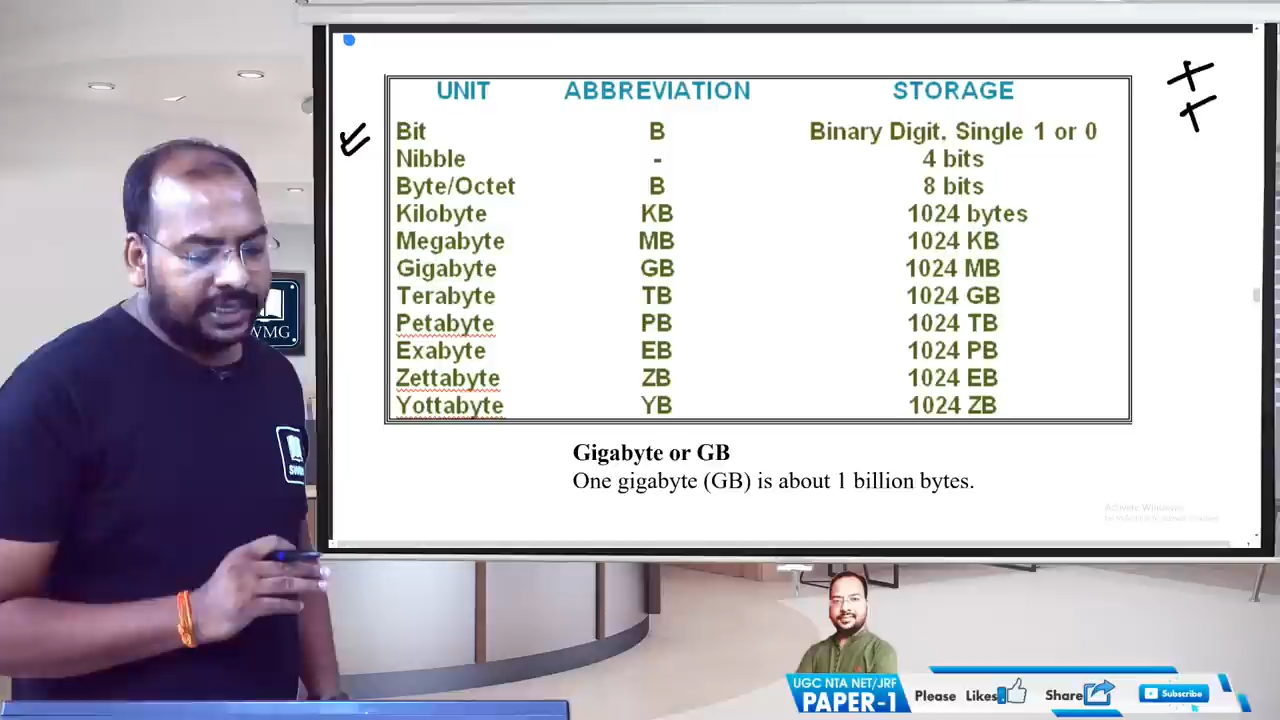 UNIT ABBREVIATION STORAGE
Bit B Binary Digit. Single 1 or 0
Nibble - 4 bits
Byte/Octet B 8 bits
Kilobyte KB 1024 bytes
Megabyte MB 1024 KB
Gigabyte GB 1024 MB
Terabyte TB 1024 GB
Petabyte PB 1024 TB
Exabyte EB 1024 PB
Zettabyte ZB 1024 EB
Yottabyte YB 1024 ZB
Gigabyte or GB
One gigabyte (GB) is about 1 billion bytes.
Activate Windows
WMG
UGC NTA NET/JRF
PAPER-1
Please Likes Share Subscribe